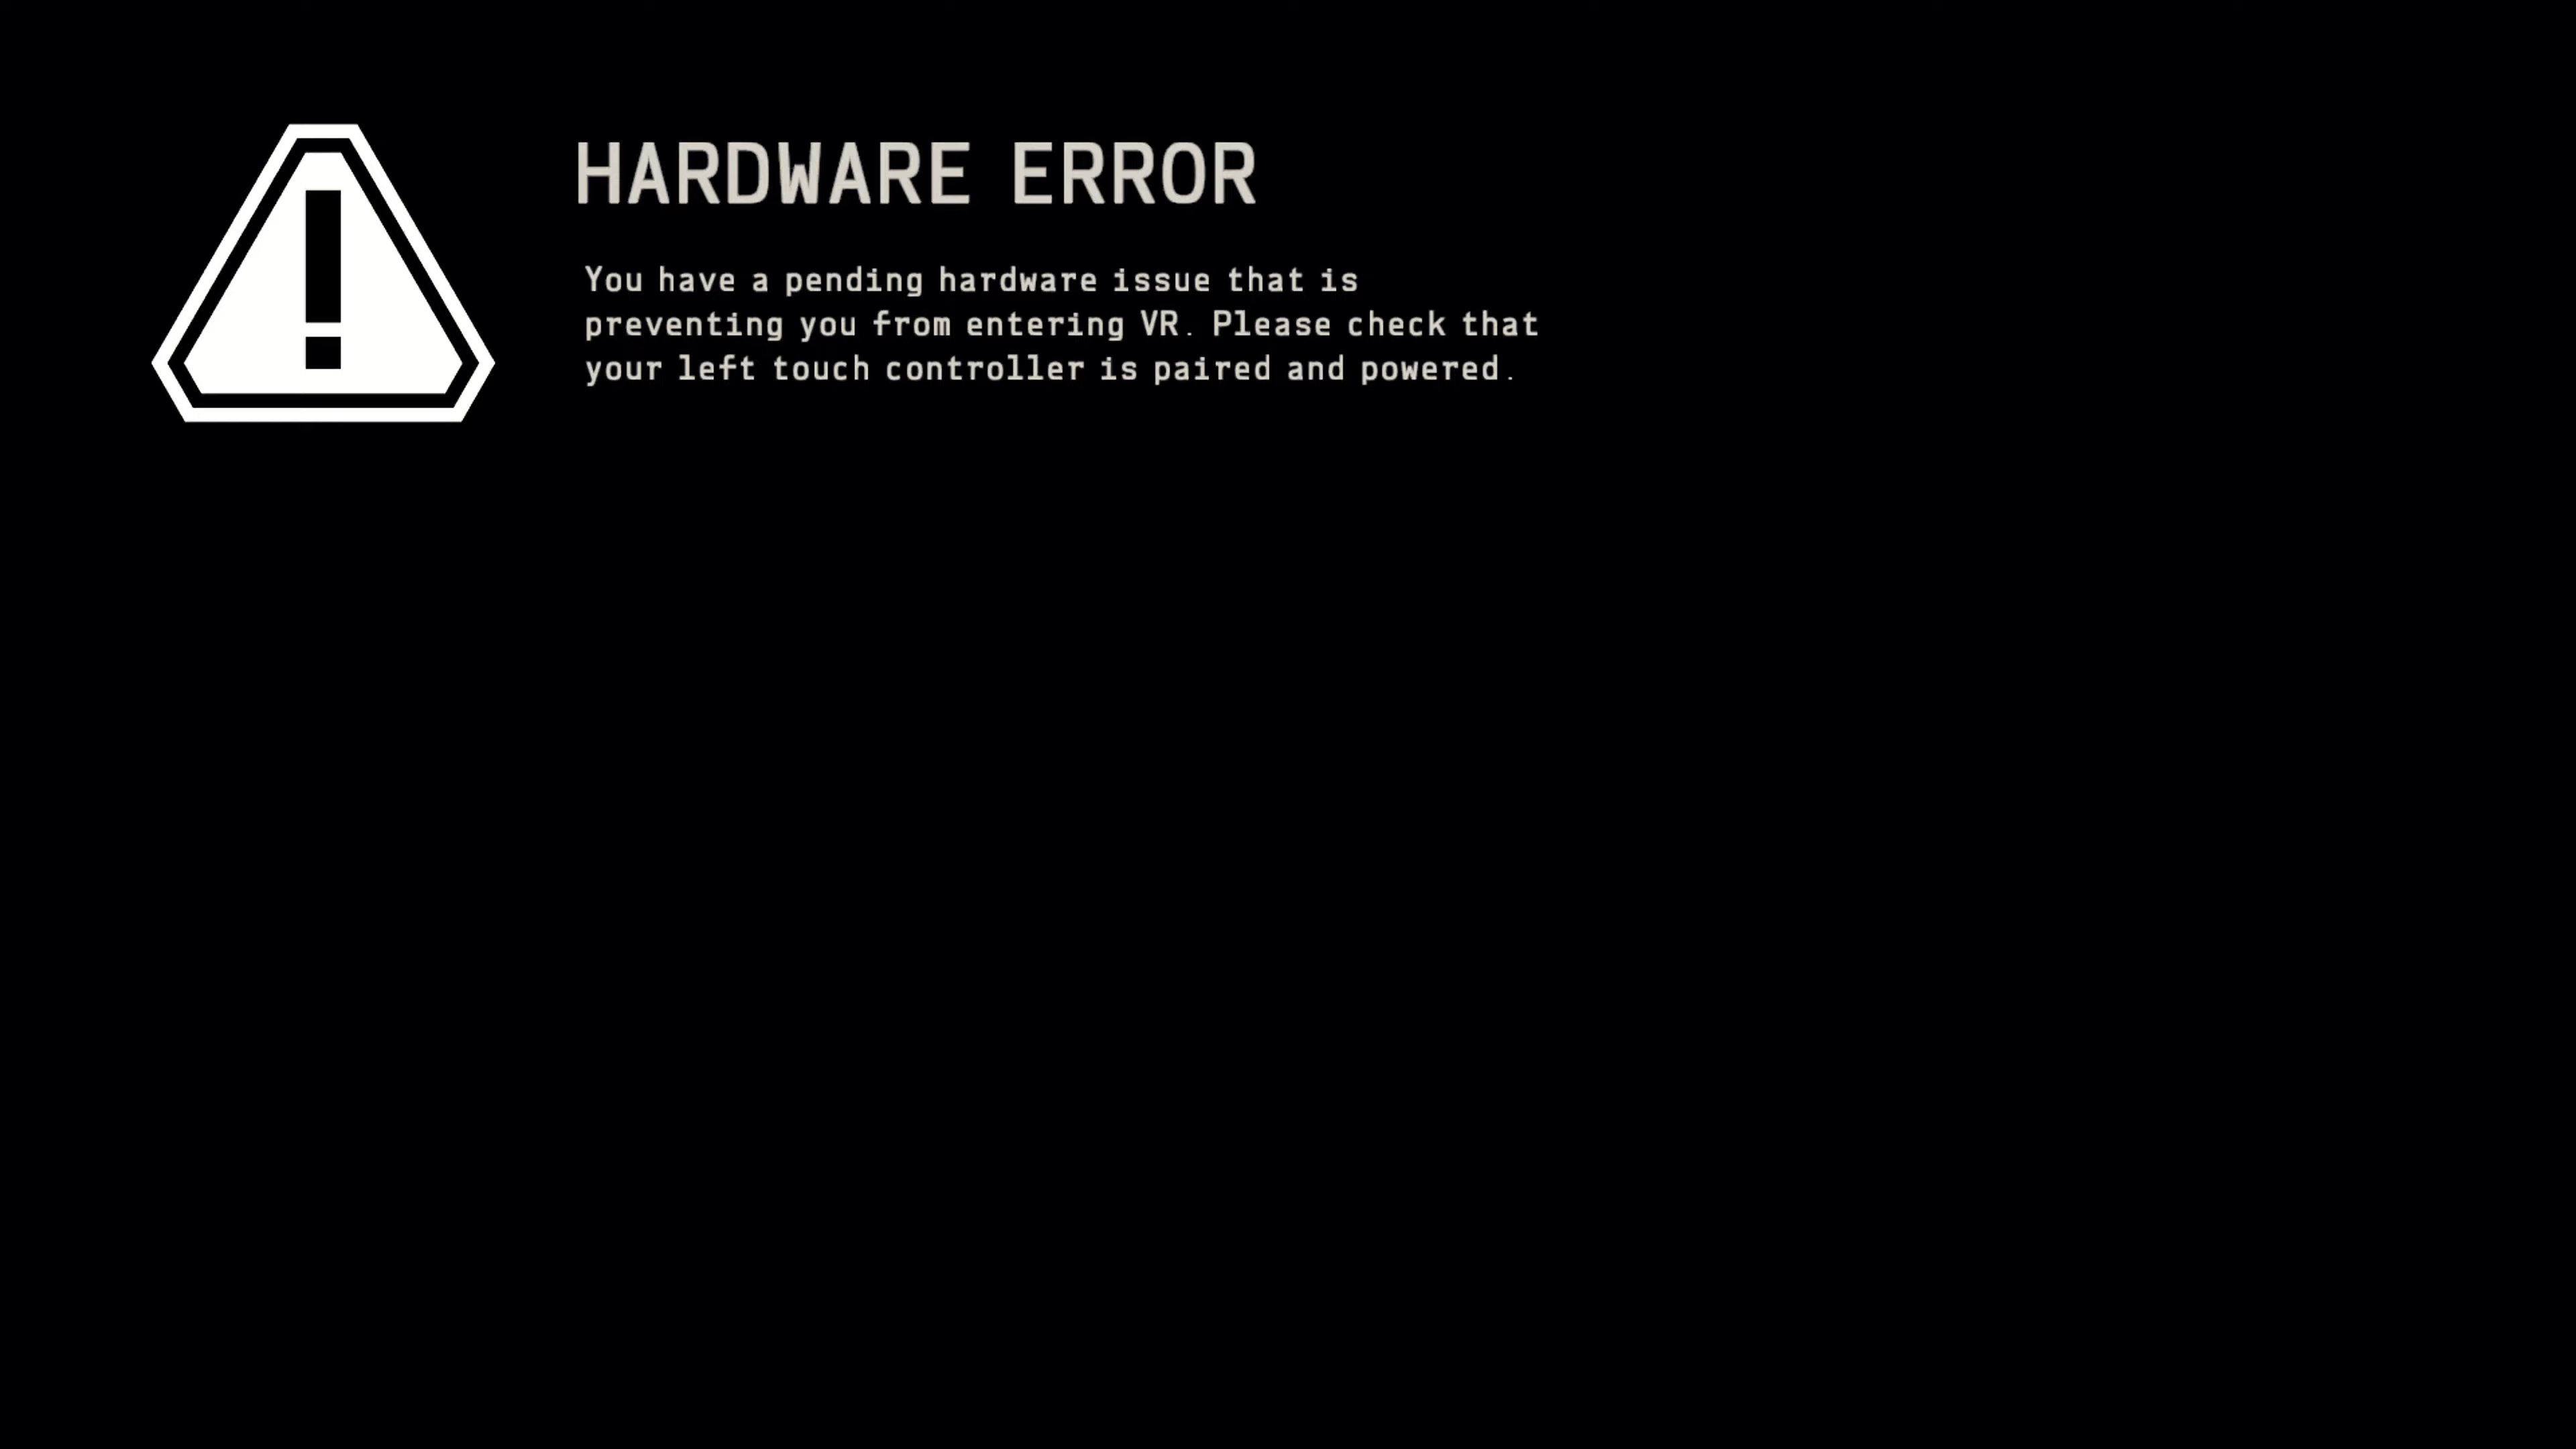 HARDWARE ERROR
You have a pending hardware issue that is
preventing you from entering VR. Please check that
your left touch controller is paired and powered.